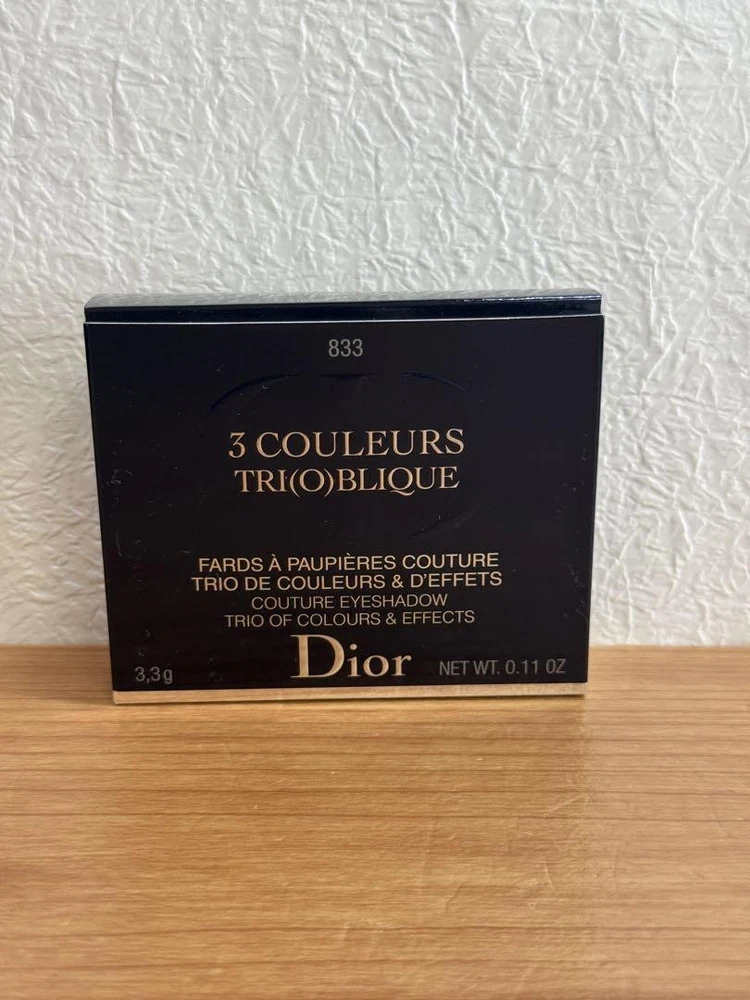 833
3 COULEURS
TRI(O)BLIQUE
FARDS À PAUPIÈRES COUTURE
TRIO DE COULEURS & D'EFFETS
COUTURE EYESHADOW
TRIO OF COLOURS & EFFECTS
3,3g Dior NET WT. 0.11 OZ